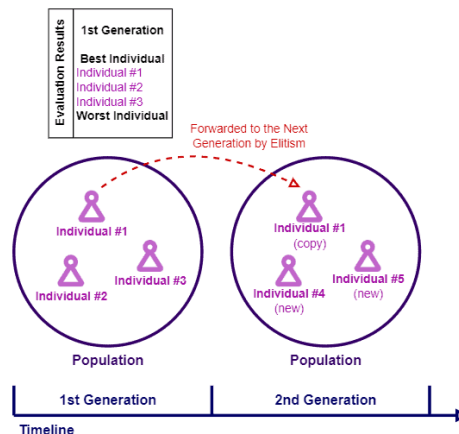 Evaluation Results
1st Generation
Best Individual
Individual #1
Individual #2
Individual #3
Worst Individual
Forwarded to the Next
Generation by Elitism
Individual #1
Individual #2
Individual #3
Population
Individual #1
(copy)
Individual #4
(new)
Individual #5
(new)
Population
1st Generation
2nd Generation
Timeline